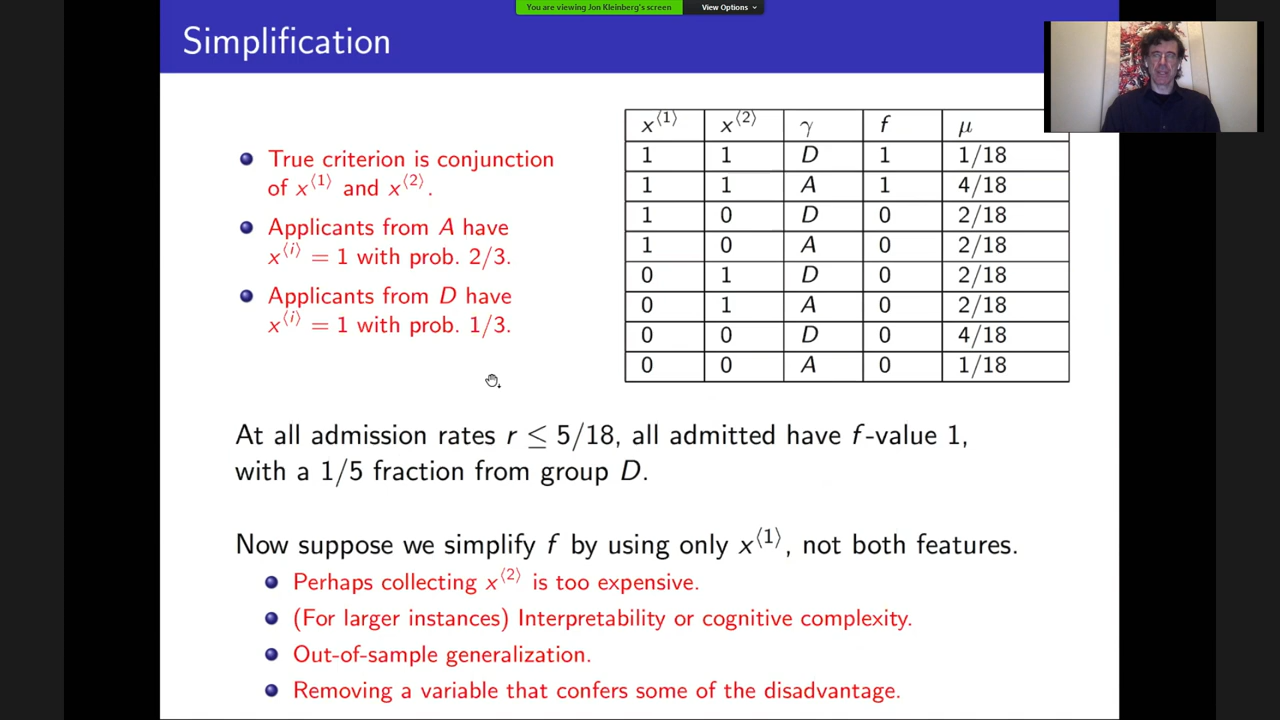 You are viewing Jon Kleinberg's screen
View Options
Simplification
True criterion is conjunction
of x⟨1⟩ and x⟨2⟩.
Applicants from A have
x⟨i⟩ = 1 with prob. 2/3.
Applicants from D have
x⟨i⟩ = 1 with prob. 1/3.
x⟨1⟩ x⟨2⟩ γ f μ
1 1 D 1 1/18
1 1 A 1 4/18
1 0 D 0 2/18
1 0 A 0 2/18
0 1 D 0 2/18
0 1 A 0 2/18
0 0 D 0 4/18
0 0 A 0 1/18
At all admission rates r ≤ 5/18, all admitted have f-value 1,
with a 1/5 fraction from group D.
Now suppose we simplify f by using only x⟨1⟩, not both features.
Perhaps collecting x⟨2⟩ is too expensive.
(For larger instances) Interpretability or cognitive complexity.
Out-of-sample generalization.
Removing a variable that confers some of the disadvantage.